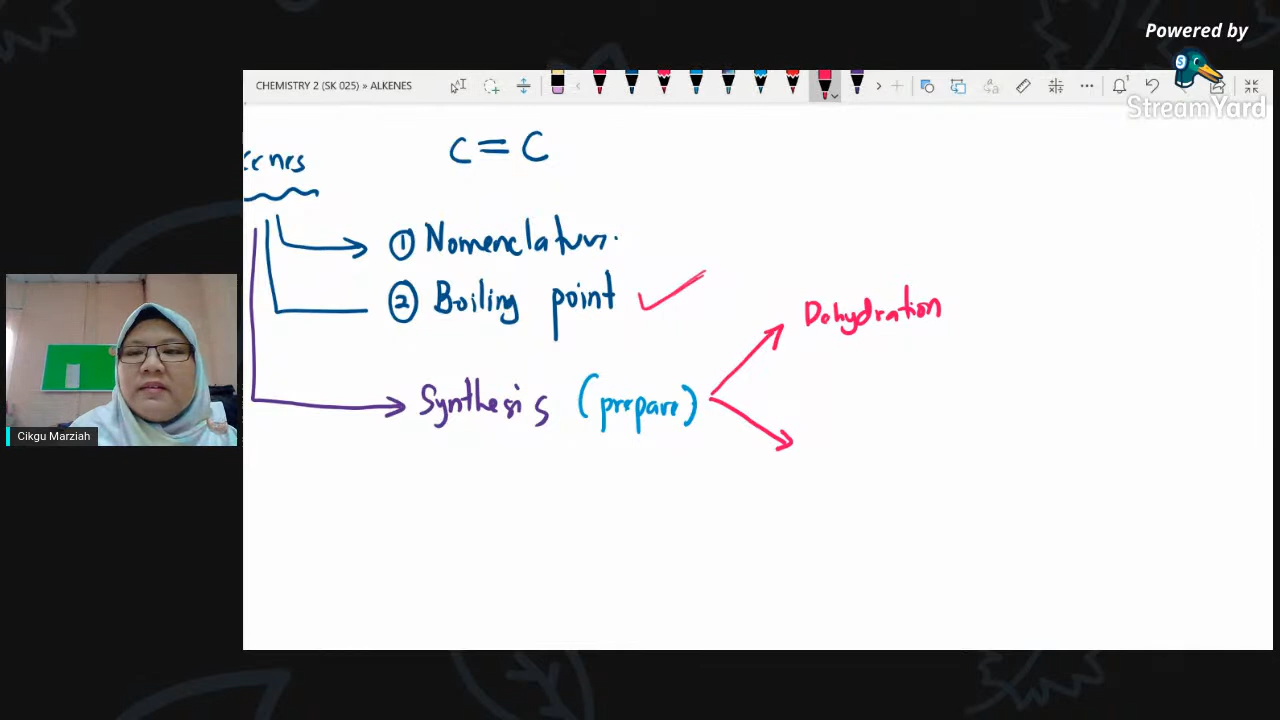 Powered by
StreamYard
CHEMISTRY 2 (SK 025) » ALKENES
C = C
① Nomenclature.
② Boiling point ✓
Dehydration
Synthesis (prepare)
Cikgu Marziah